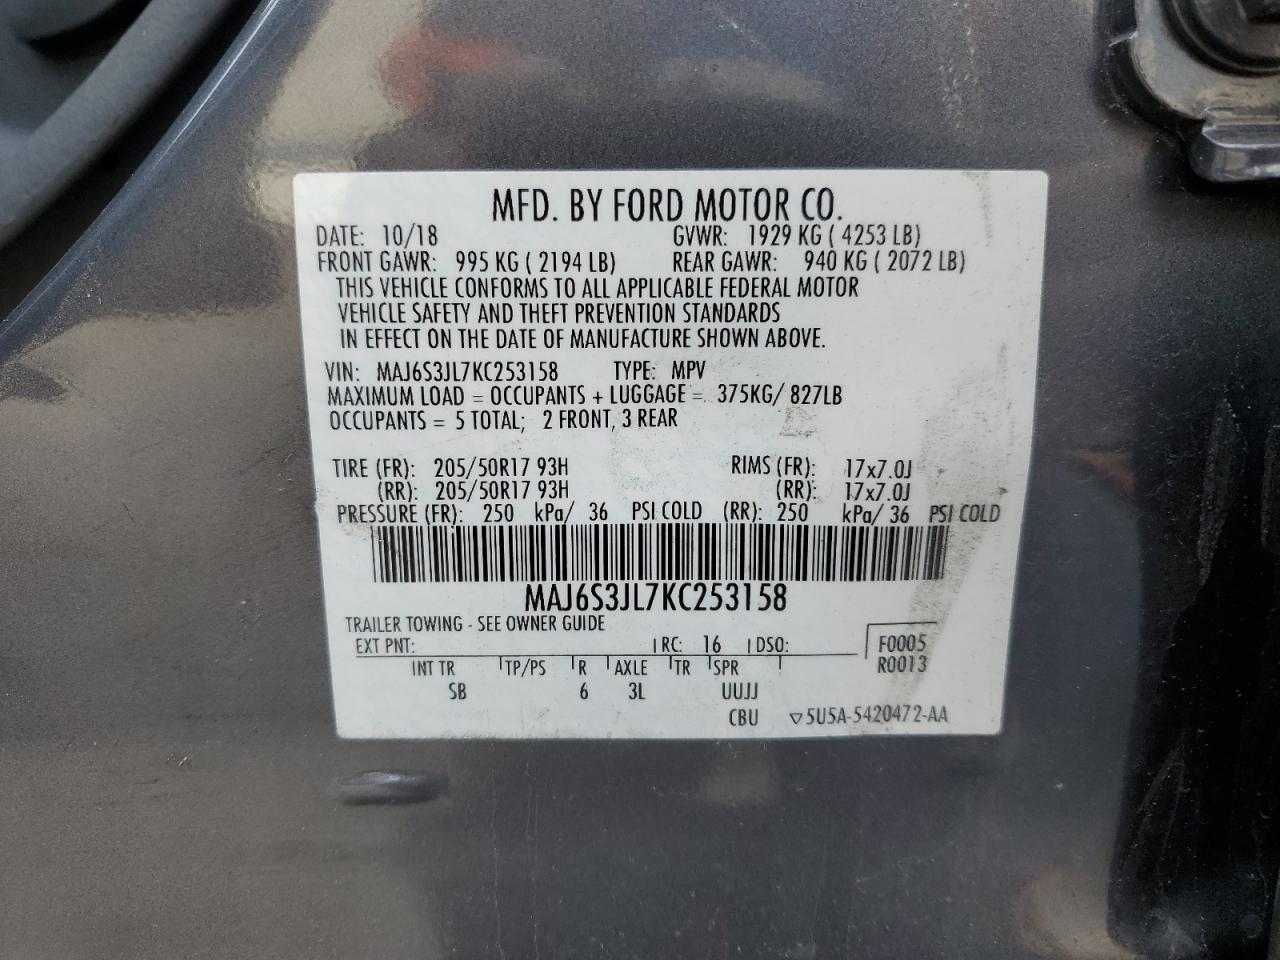 MFD. BY FORD MOTOR CO.
DATE: 10/18 GVWR: 1929 KG ( 4253 LB)
FRONT GAWR: 995 KG ( 2194 LB) REAR GAWR: 940 KG ( 2072 LB)
THIS VEHICLE CONFORMS TO ALL APPLICABLE FEDERAL MOTOR
VEHICLE SAFETY AND THEFT PREVENTION STANDARDS
IN EFFECT ON THE DATE OF MANUFACTURE SHOWN ABOVE.
VIN: MAJ6S3JL7KC253158 TYPE: MPV
MAXIMUM LOAD = OCCUPANTS + LUGGAGE = 375KG/ 827LB
OCCUPANTS = 5 TOTAL; 2 FRONT, 3 REAR
TIRE (FR): 205/50R17 93H RIMS (FR): 17x7.0J
(RR): 205/50R17 93H (RR): 17x7.0J
PRESSURE (FR): 250 kPa/ 36 PSI COLD (RR): 250 kPa/ 36 PSI COLD
MAJ6S3JL7KC253158
TRAILER TOWING - SEE OWNER GUIDE
EXT PNT: RC: 16 DSO: F0005
R0013
INT TR TP/PS R AXLE TR SPR
SB 6 3L UUJJ
CBU ▽5U5A-5420472-AA